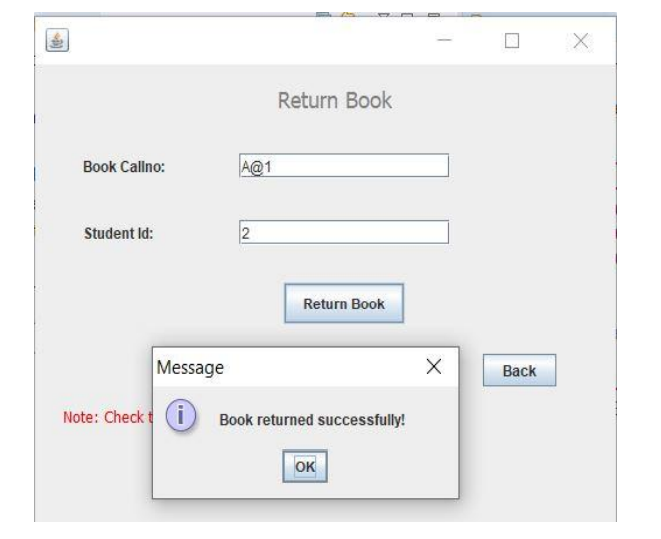 Return Book
Book Callno:
A@1
Student Id:
2
Return Book
Message
Back
Note: Check
Book returned successfully!
OK